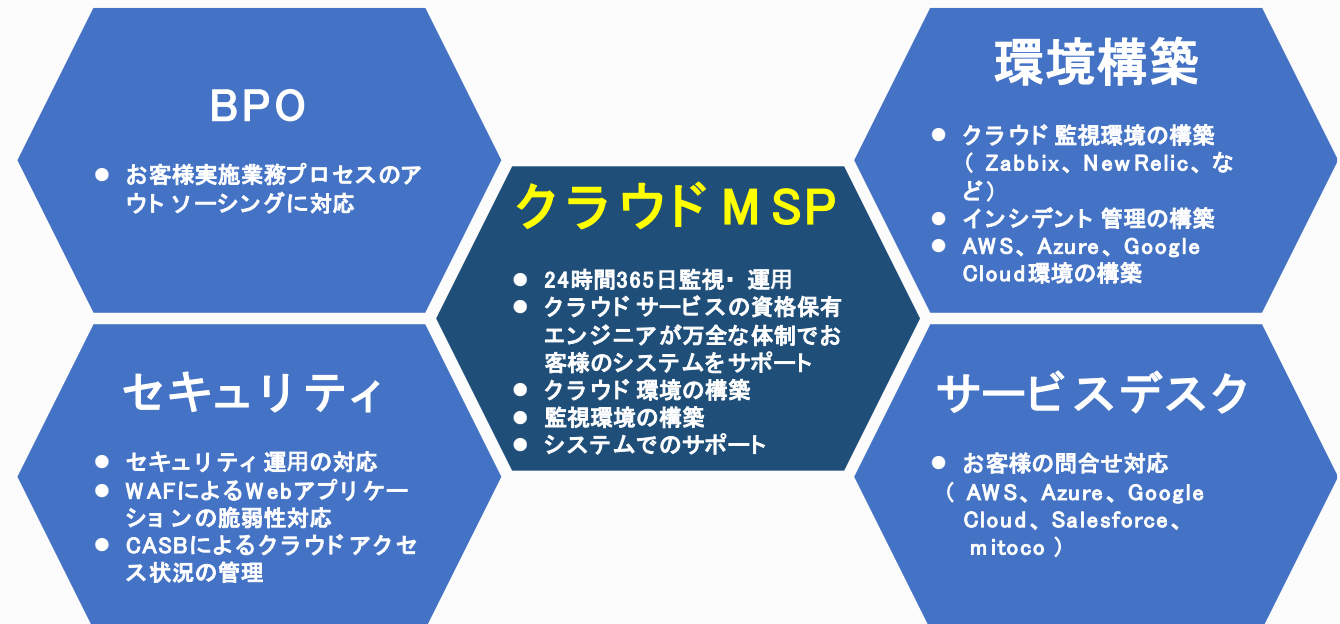 BPO
● お客様実施業務プロセスのア
ウトソーシングに対応
環境構築
● クラウド監視環境の構築
（Zabbix、NewRelic、な
ど）
● インシデント管理の構築
● AWS、Azure、Google
Cloud環境の構築
クラウドMSP
● 24時間365日監視・運用
● クラウドサービスの資格保有
エンジニアが万全な体制でお
客様のシステムをサポート
● クラウド環境の構築
● 監視環境の構築
● システムでのサポート
セキュリティ
● セキュリティ運用の対応
● WAFによるWebアプリケー
ションの脆弱性対応
● CASBによるクラウドアクセ
ス状況の管理
サービスデスク
● お客様の問合せ対応
（AWS、Azure、Google
Cloud、Salesforce、
mitoco）